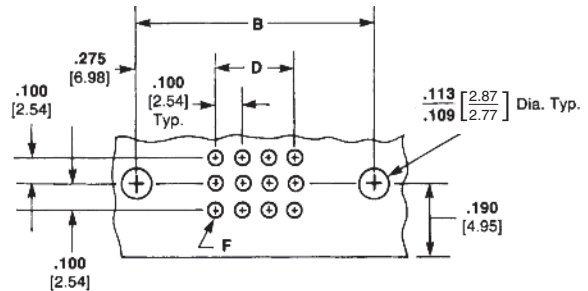 B
.275
[6.98]
D
.100
[2.54]
.100
[2.54]
Typ.
.113
.109 [2.87
2.77] Dia. Typ.
.190
[4.95]
F
.100
[2.54]